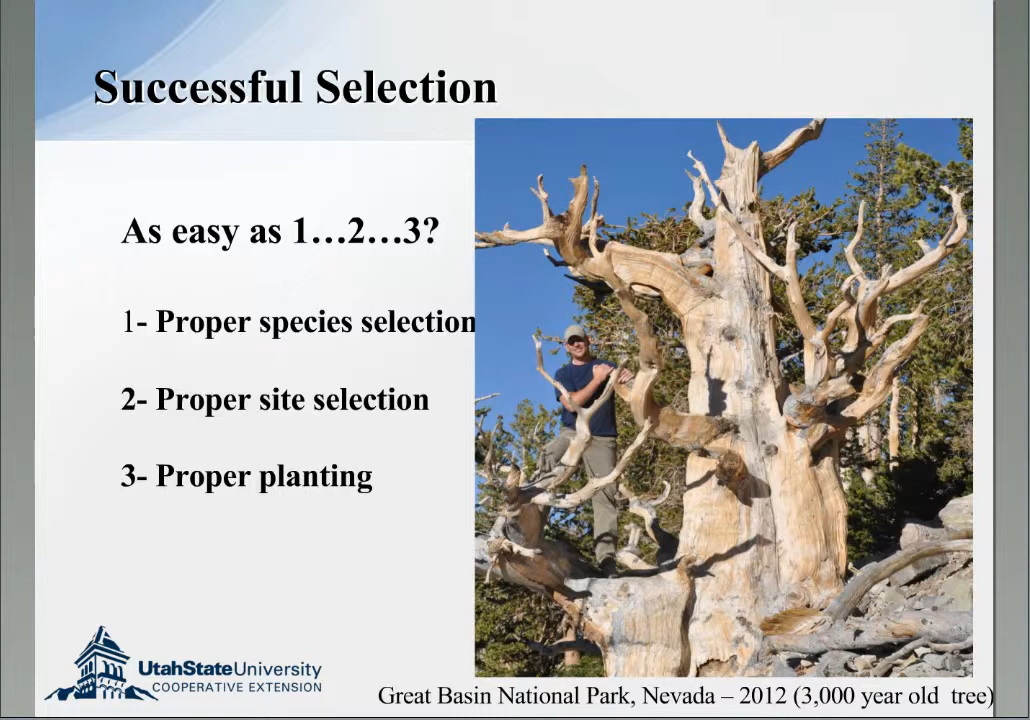 Successful Selection
As easy as 1…2…3?
1- Proper species selection
2- Proper site selection
3- Proper planting
UtahStateUniversity
COOPERATIVE EXTENSION
Great Basin National Park, Nevada – 2012 (3,000 year old  tree)